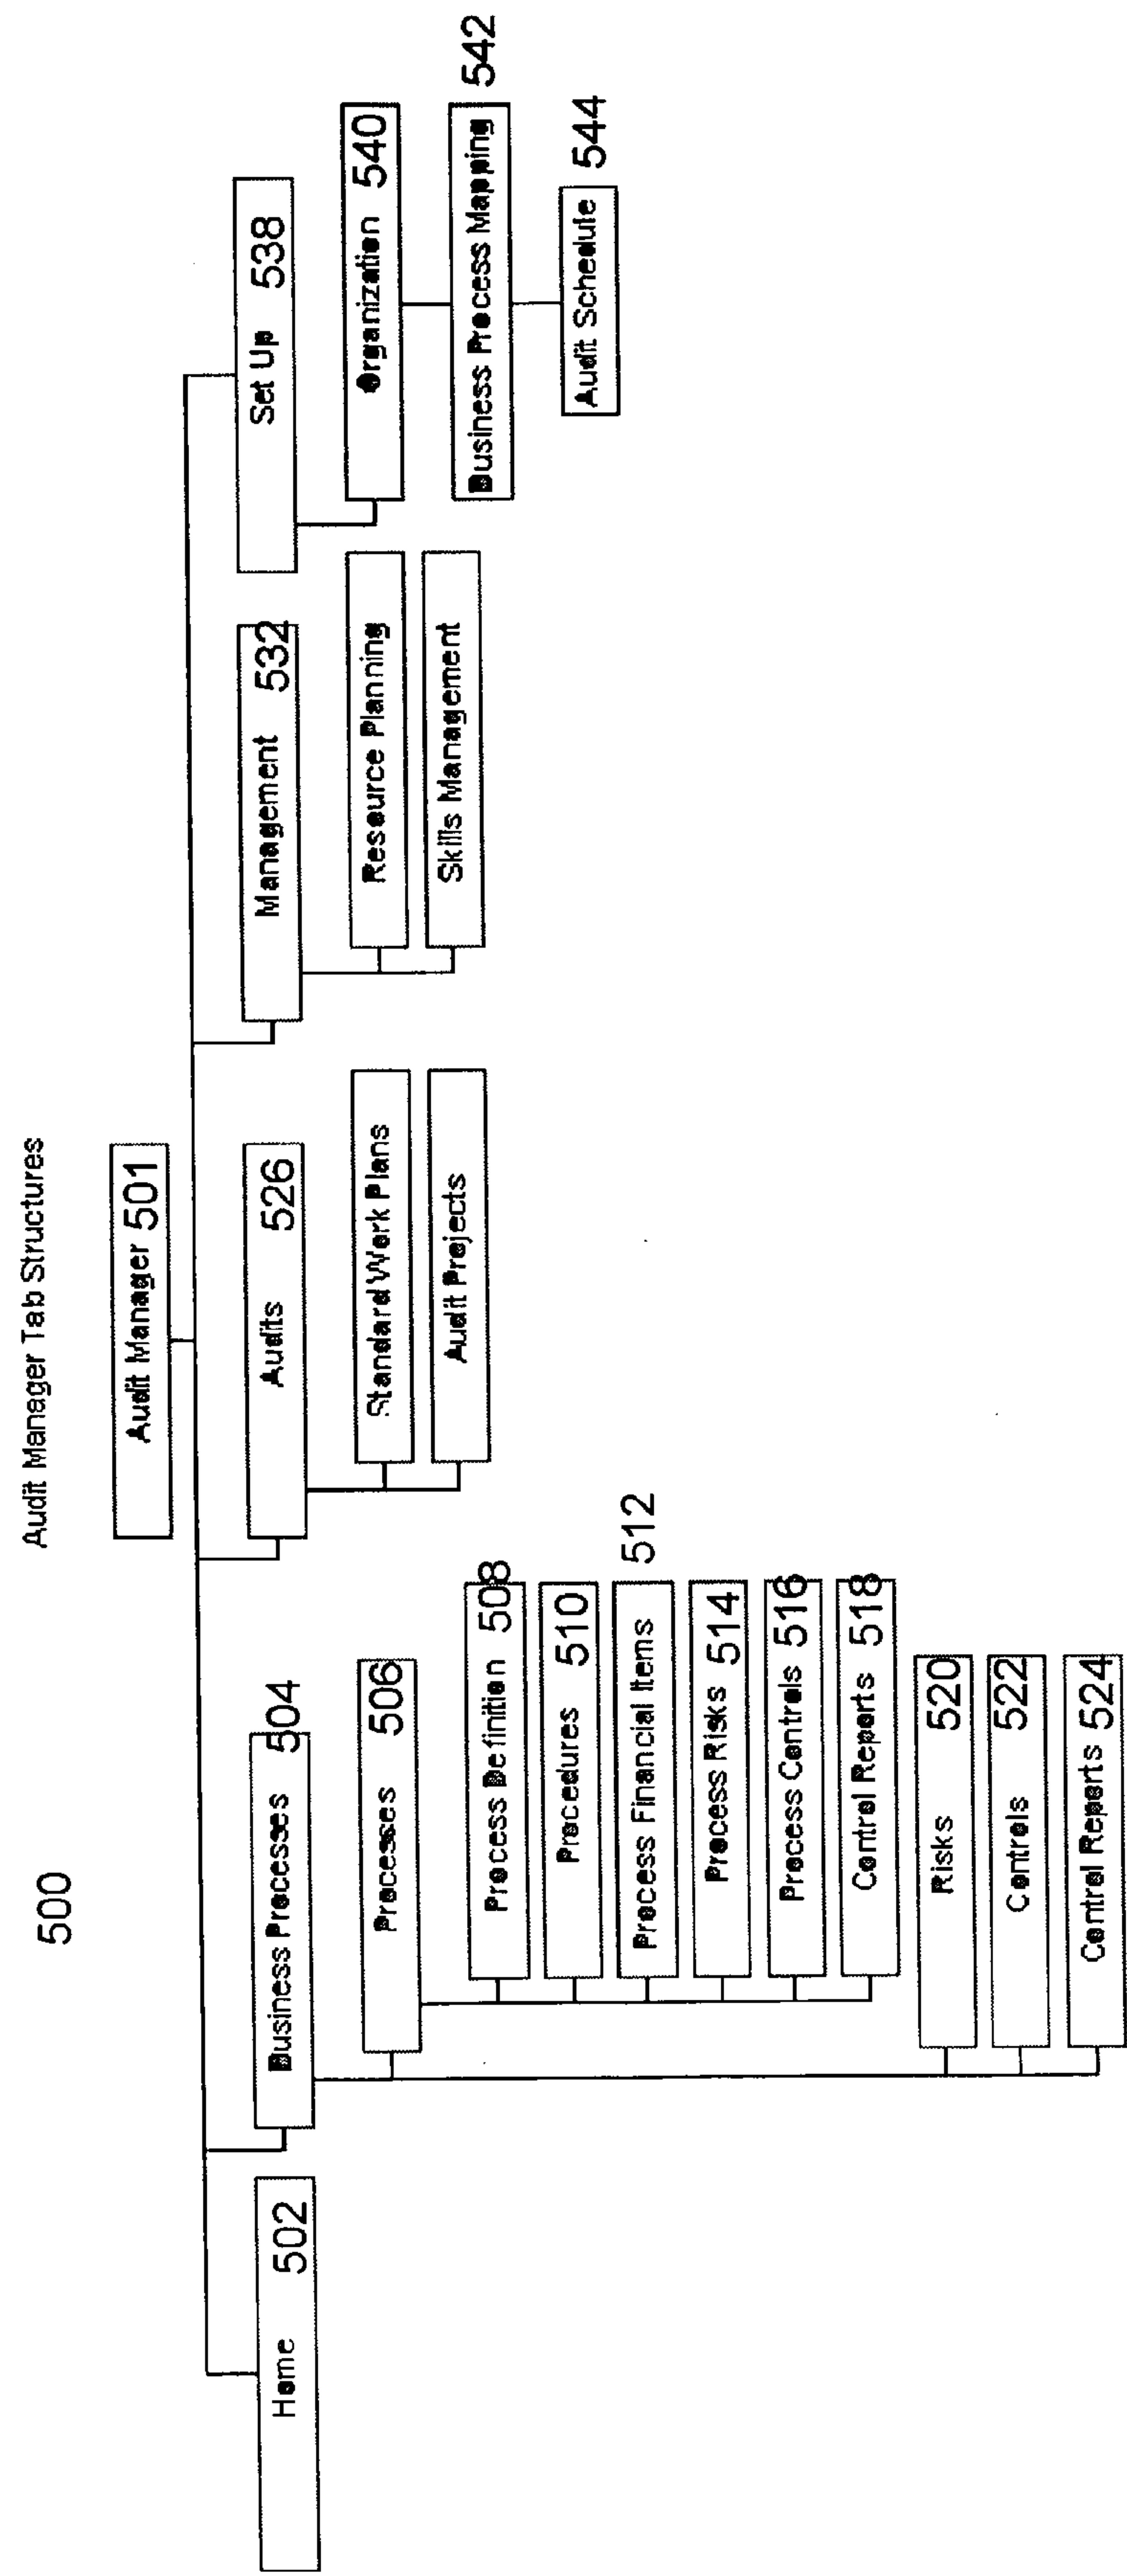 500
Audit Manager Tab Structures
Audit Manager 501
Home 502
Business Processes 504
Processes 506
Process Definition 508
Procedures 510
Process Financial Items 512
Process Risks 514
Process Controls 516
Control Reports 518
Risks 520
Controls 522
Control Reports 524
Audits 526
Standard Work Plans
Audit Projects
Management 532
Resource Planning
Skills Management
Set Up 538
Organization 540
Business Process Mapping 542
Audit Schedule 544